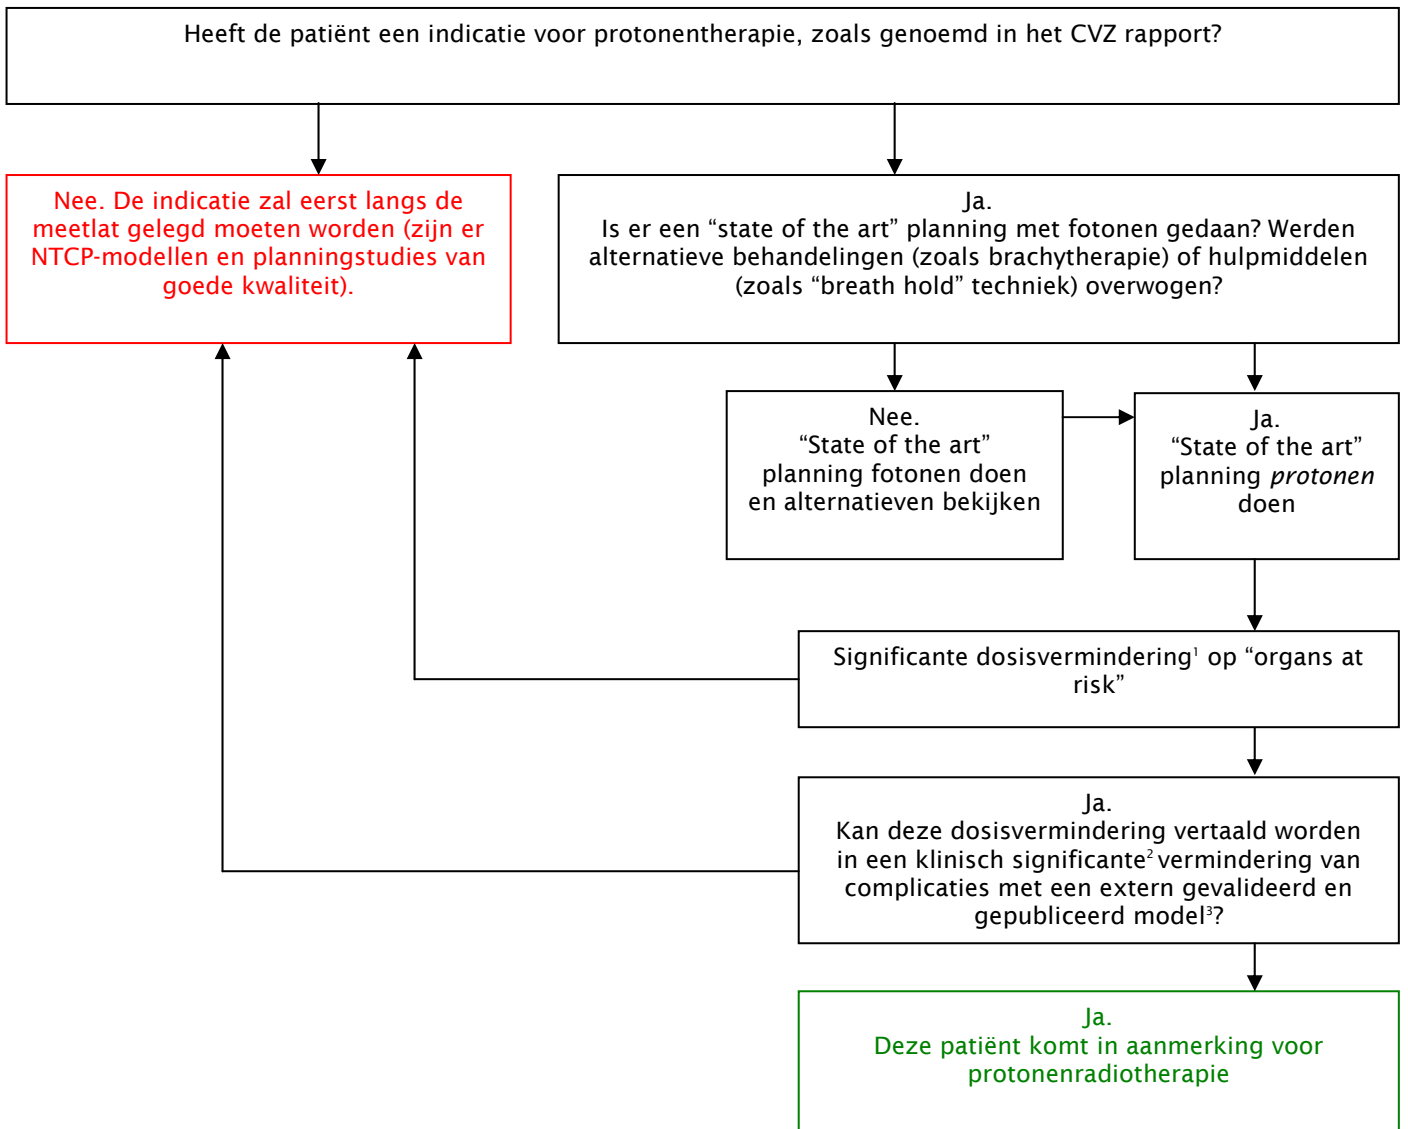 Heeft de patiënt een indicatie voor protonentherapie, zoals genoemd in het CVZ rapport?
Nee. De indicatie zal eerst langs de
meetlat gelegd moeten worden (zijn er
NTCP-modellen en planningstudies van
goede kwaliteit).
Ja.
Is er een “state of the art” planning met fotonen gedaan? Werden
alternatieve behandelingen (zoals brachytherapie) of hulpmiddelen
(zoals “breath hold” techniek) overwogen?
Nee.
“State of the art”
planning fotonen doen
en alternatieven bekijken
Ja.
“State of the art”
planning protonen
doen
Significante dosisvermindering¹ op “organs at
risk”
Ja.
Kan deze dosisvermindering vertaald worden
in een klinisch significante² vermindering van
complicaties met een extern gevalideerd en
gepubliceerd model³?
Ja.
Deze patiënt komt in aanmerking voor
protonenradiotherapie